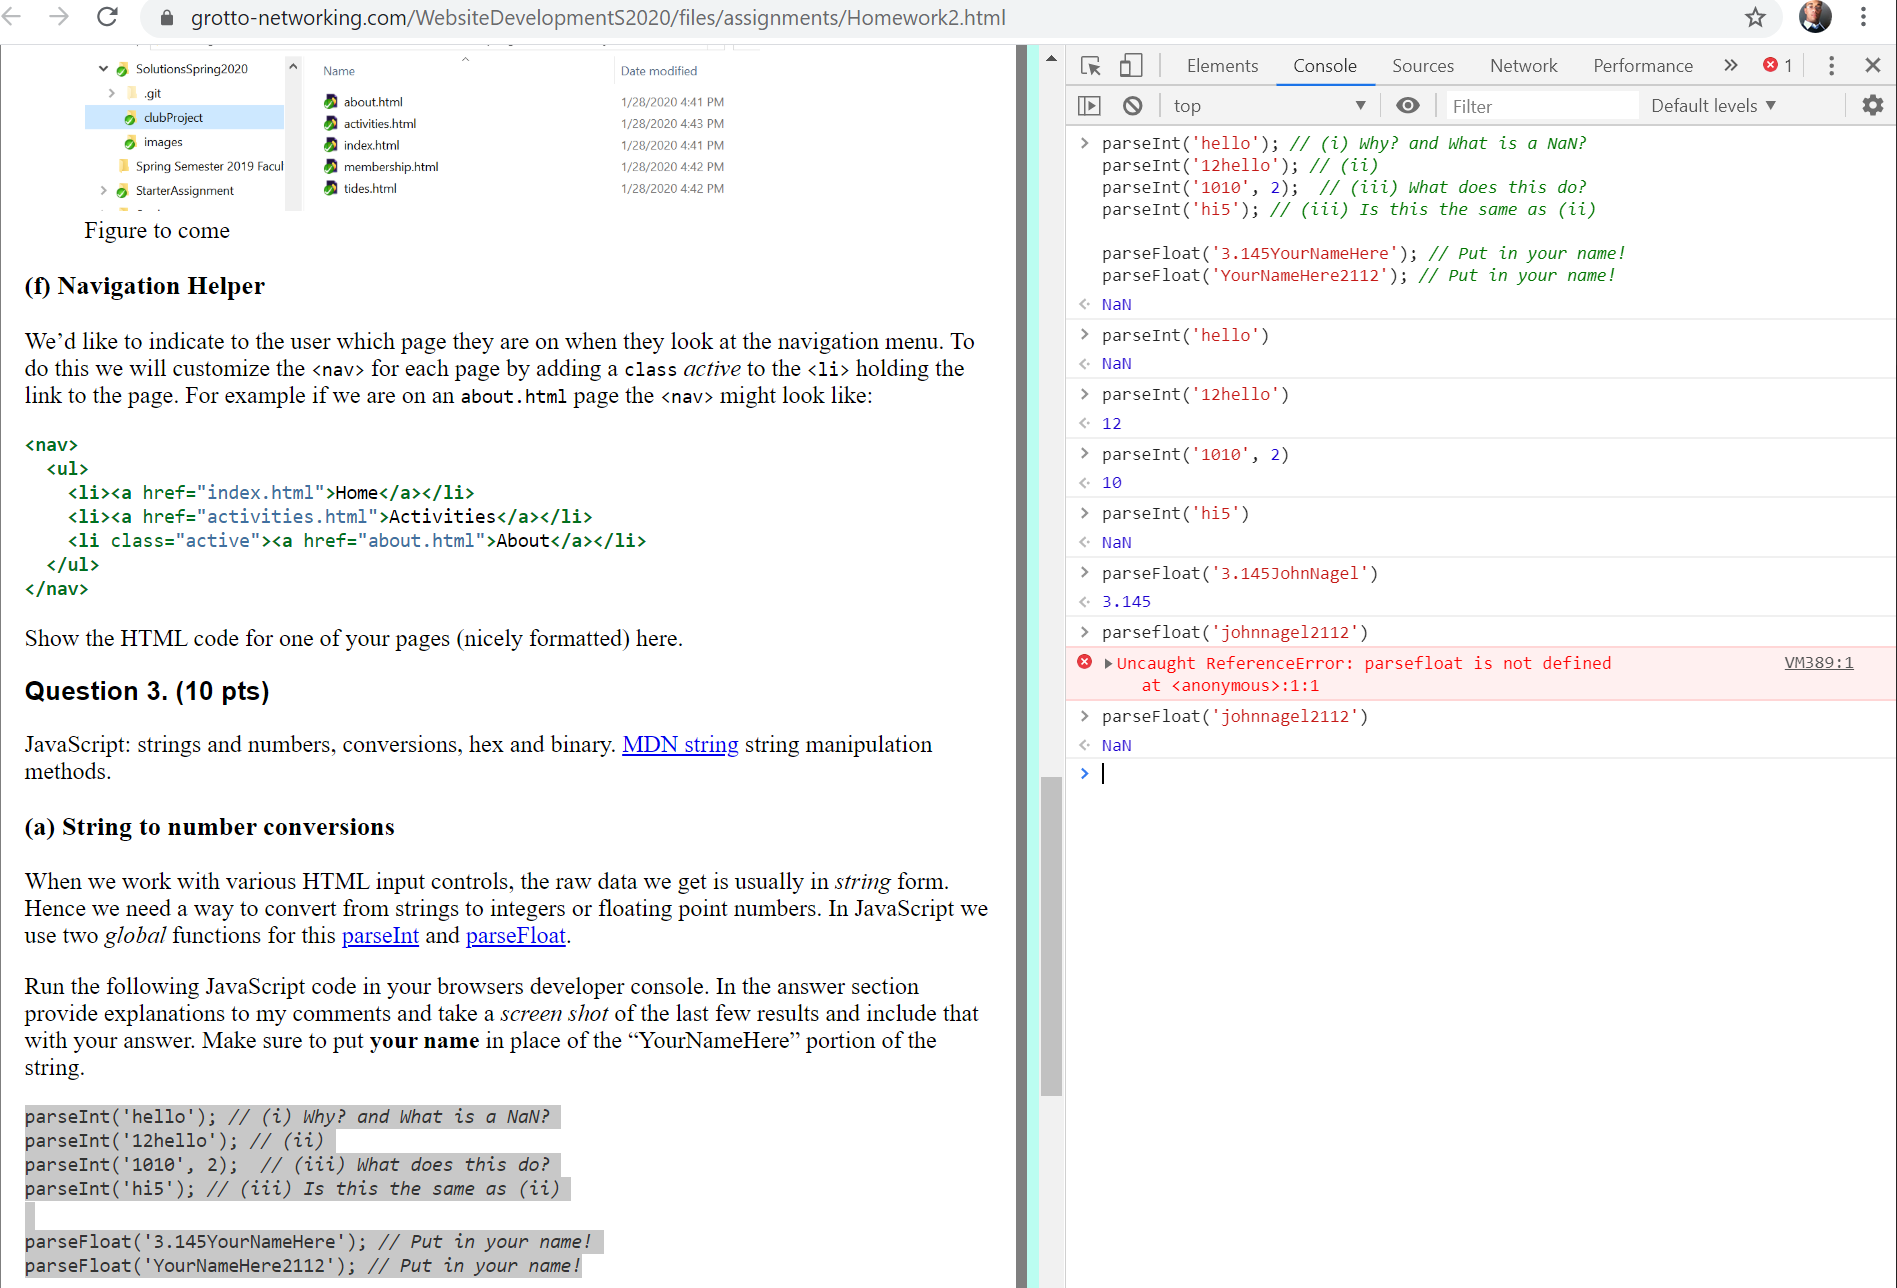 grotto-networking.com/WebsiteDevelopmentS2020/files/assignments/Homework2.html
SolutionsSpring2020
.git
clubProject
images
Spring Semester 2019 Facul
StarterAssignment
Name
Date modified
about.html
1/28/2020 4:41 PM
activities.html
1/28/2020 4:43 PM
index.html
1/28/2020 4:41 PM
membership.html
1/28/2020 4:42 PM
tides.html
1/28/2020 4:42 PM
Figure to come
(f) Navigation Helper
We’d like to indicate to the user which page they are on when they look at the navigation menu. To
do this we will customize the <nav> for each page by adding a class active to the <li> holding the
link to the page. For example if we are on an about.html page the <nav> might look like:
<nav>
<ul>
<li><a href="index.html">Home</a></li>
<li><a href="activities.html">Activities</a></li>
<li class="active"><a href="about.html">About</a></li>
</ul>
</nav>
Show the HTML code for one of your pages (nicely formatted) here.
Question 3. (10 pts)
JavaScript: strings and numbers, conversions, hex and binary. MDN string string manipulation
methods.
(a) String to number conversions
When we work with various HTML input controls, the raw data we get is usually in string form.
Hence we need a way to convert from strings to integers or floating point numbers. In JavaScript we
use two global functions for this parseInt and parseFloat.
Run the following JavaScript code in your browsers developer console. In the answer section
provide explanations to my comments and take a screen shot of the last few results and include that
with your answer. Make sure to put your name in place of the “YourNameHere” portion of the
string.
parseInt('hello'); // (i) Why? and What is a NaN?
parseInt('12hello'); // (ii)
parseInt('1010', 2);  // (iii) What does this do?
parseInt('hi5'); // (iii) Is this the same as (ii)
parseFloat('3.145YourNameHere'); // Put in your name!
parseFloat('YourNameHere2112'); // Put in your name!
Elements Console Sources Network Performance » 1
top Filter Default levels
parseInt('hello'); // (i) Why? and What is a NaN?
parseInt('12hello'); // (ii)
parseInt('1010', 2);  // (iii) What does this do?
parseInt('hi5'); // (iii) Is this the same as (ii)
parseFloat('3.145YourNameHere'); // Put in your name!
parseFloat('YourNameHere2112'); // Put in your name!
NaN
parseInt('hello')
NaN
parseInt('12hello')
12
parseInt('1010', 2)
10
parseInt('hi5')
NaN
parseFloat('3.145JohnNagel')
3.145
parsefloat('johnnagel2112')
Uncaught ReferenceError: parsefloat is not defined VM389:1
at <anonymous>:1:1
parseFloat('johnnagel2112')
NaN